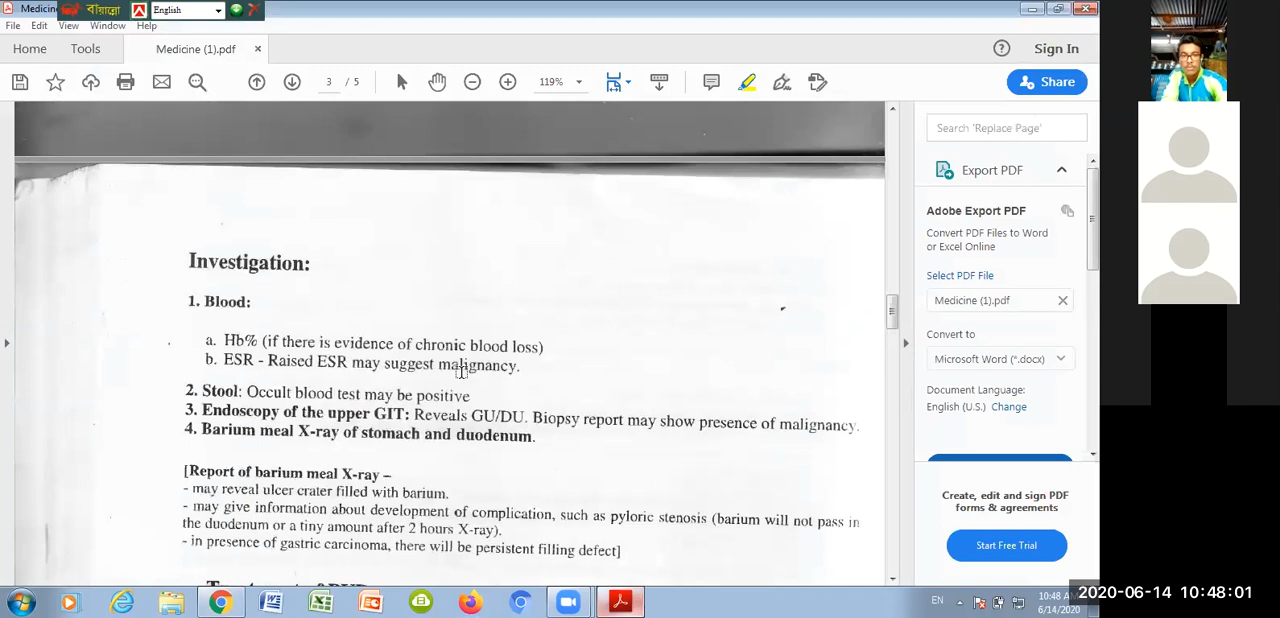 Medicin
বায়ান্নো
English
File Edit View Window Help
Home Tools Medicine (1).pdf × Sign In
3 / 5 119% Share
Search 'Replace Page'
Export PDF
Adobe Export PDF
Convert PDF Files to Word
or Excel Online
Select PDF File
Medicine (1).pdf
Convert to
Microsoft Word (*.docx)
Document Language:
English (U.S.) Change
Create, edit and sign PDF
forms & agreements
Start Free Trial
Investigation:
1. Blood:
a. Hb% (if there is evidence of chronic blood loss)
b. ESR - Raised ESR may suggest malignancy.
2. Stool: Occult blood test may be positive
3. Endoscopy of the upper GIT: Reveals GU/DU. Biopsy report may show presence of malignancy.
4. Barium meal X-ray of stomach and duodenum.
[Report of barium meal X-ray –
- may reveal ulcer crater filled with barium.
- may give information about development of complication, such as pyloric stenosis (barium will not pass in
the duodenum or a tiny amount after 2 hours X-ray).
- in presence of gastric carcinoma, there will be persistent filling defect]
EN
10:48 AM
6/14/2020
2020-06-14 10:48:01